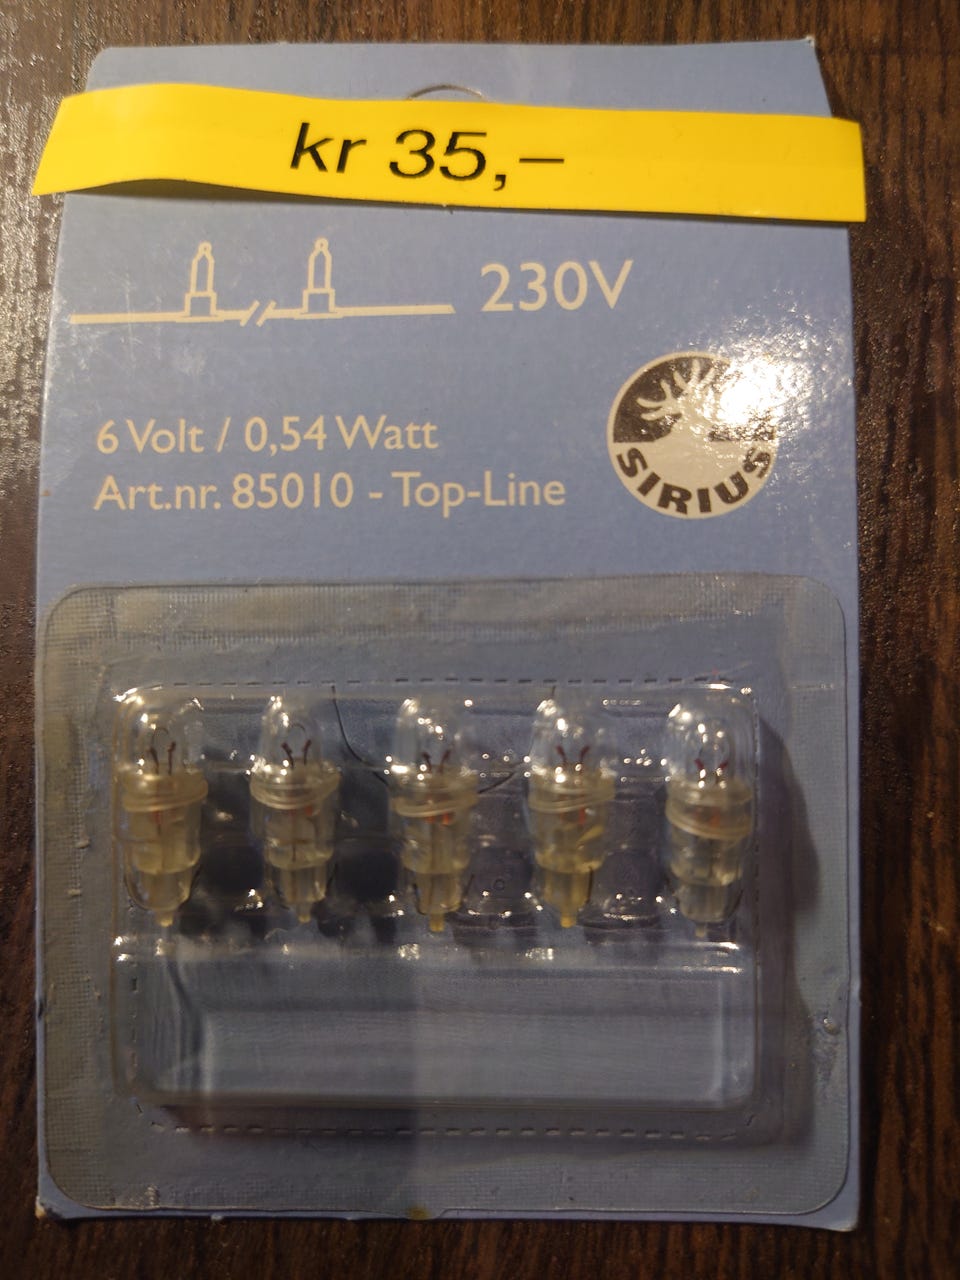 kr 35,–
230V
SIRIUS
6 Volt / 0,54 Watt
Art.nr. 85010 - Top-Line